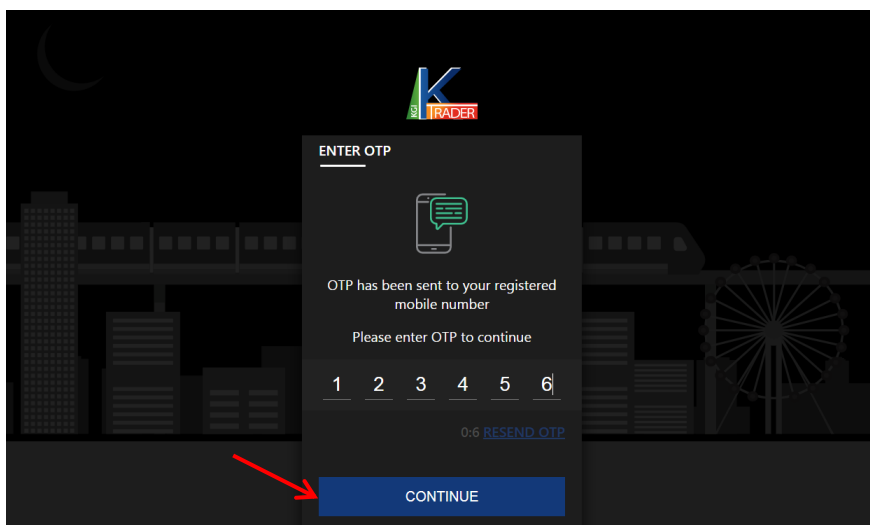 KGI
K
TRADER
ENTER OTP
OTP has been sent to your registered
mobile number
Please enter OTP to continue
1 2 3 4 5 6
0:6 RESEND OTP
CONTINUE